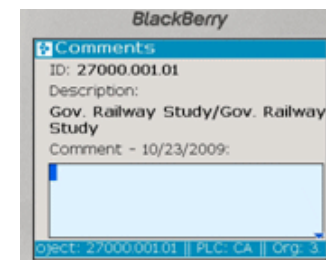 BlackBerry
Comments
ID: 27000.001.01
Description:
Gov. Railway Study/Gov. Railway
Study
Comment - 10/23/2009:
oject: 27000.001.01 || PLC: CA || Org: 3